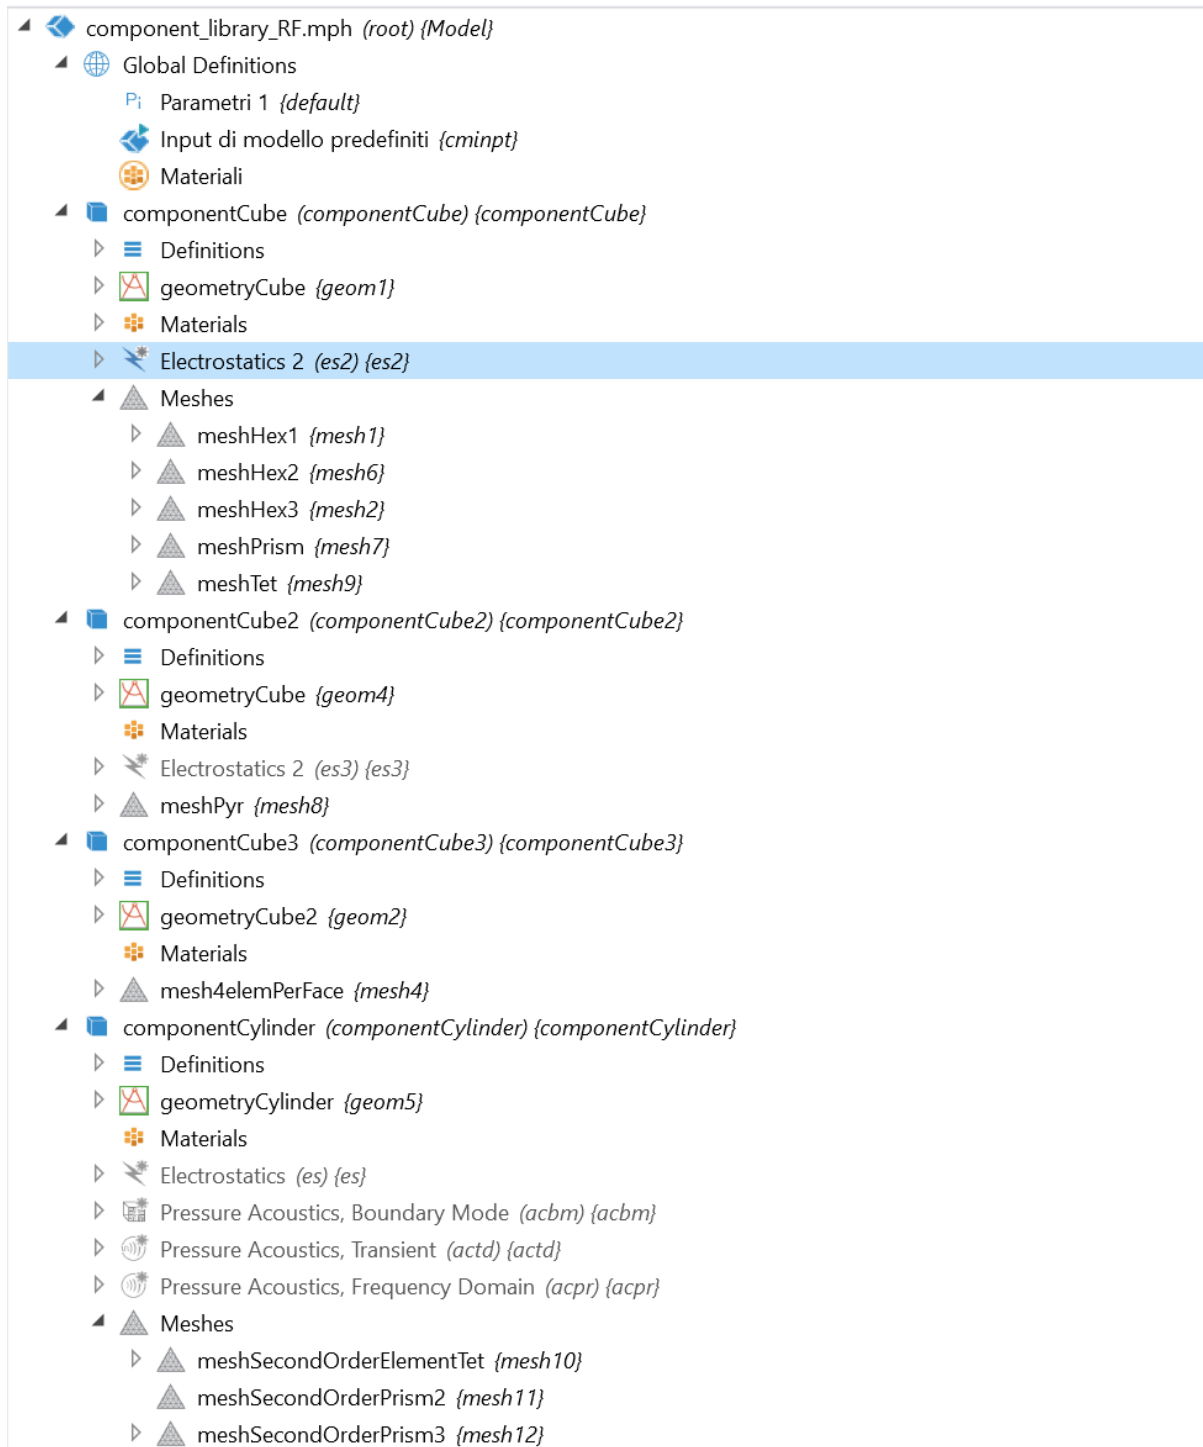 component_library_RF.mph (root) {Model}
Global Definitions
Pi Parametri 1 {default}
Input di modello predefiniti {cminpt}
Materiali
componentCube (componentCube) {componentCube}
Definitions
geometryCube {geom1}
Materials
Electrostatics 2 (es2) {es2}
Meshes
meshHex1 {mesh1}
meshHex2 {mesh6}
meshHex3 {mesh2}
meshPrism {mesh7}
meshTet {mesh9}
componentCube2 (componentCube2) {componentCube2}
Definitions
geometryCube {geom4}
Materials
Electrostatics 2 (es3) {es3}
meshPyr {mesh8}
componentCube3 (componentCube3) {componentCube3}
Definitions
geometryCube2 {geom2}
Materials
mesh4elemPerFace {mesh4}
componentCylinder (componentCylinder) {componentCylinder}
Definitions
geometryCylinder {geom5}
Materials
Electrostatics (es) {es}
Pressure Acoustics, Boundary Mode (acbm) {acbm}
Pressure Acoustics, Transient (actd) {actd}
Pressure Acoustics, Frequency Domain (acpr) {acpr}
Meshes
meshSecondOrderElementTet {mesh10}
meshSecondOrderPrism2 {mesh11}
meshSecondOrderPrism3 {mesh12}